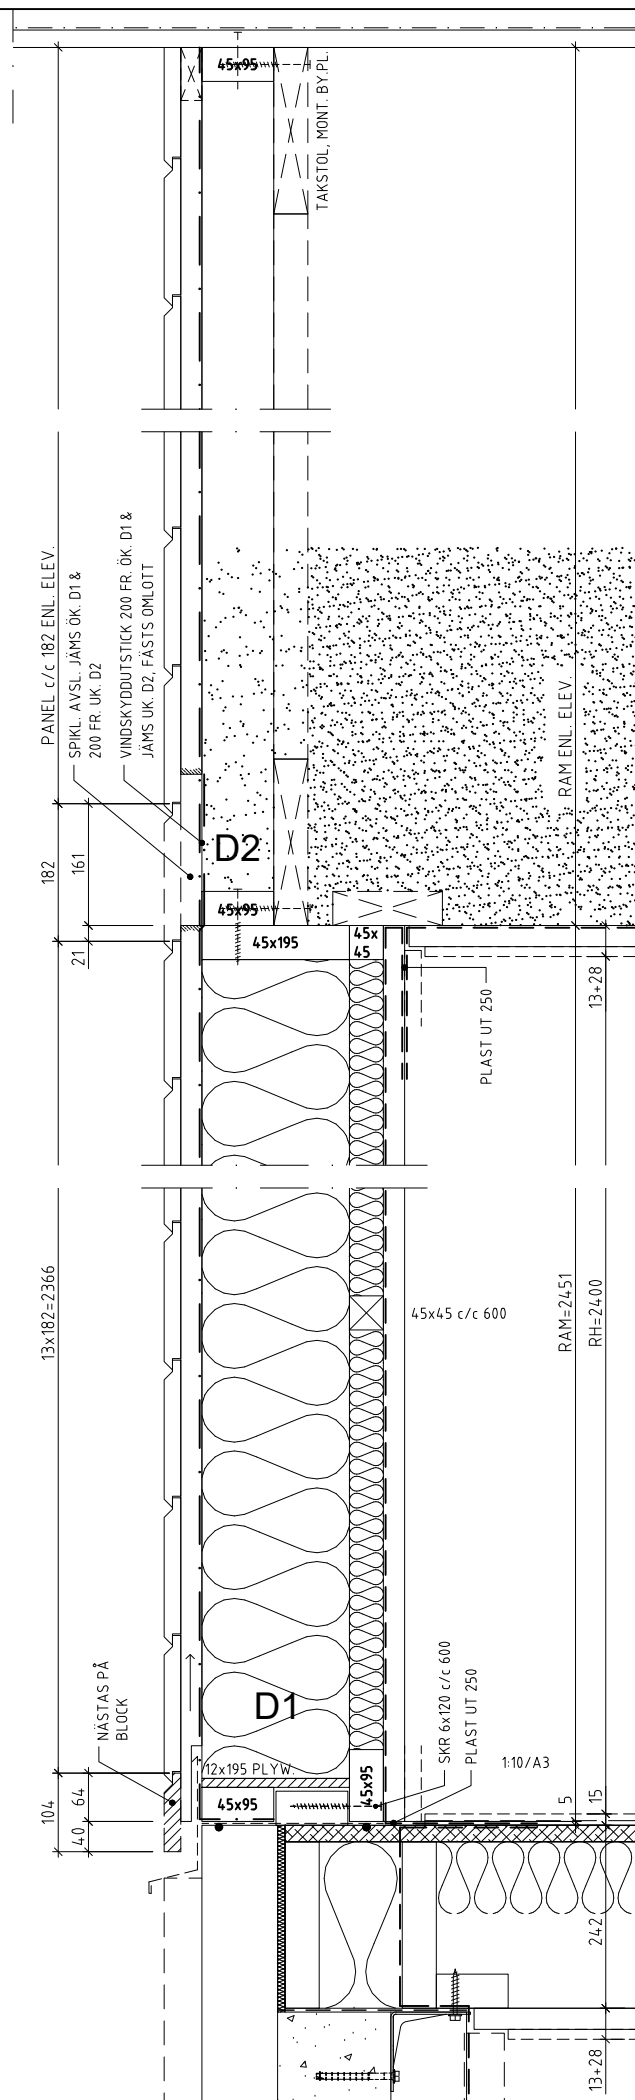 45x95
TAKSTOL, MONT. BY.PL.
PANEL c/c 182 ENL. ELEV.
SPIKL. AVSL. JÄMS ÖK. D1 &
200 FR. UK. D2
VINDSKYDDUTSTICK 200 FR. ÖK. D1 &
JÄMS UK. D2, FÄSTS OMLOTT
RAM ENL. ELEV.
182
161
D2
45x95
45x195
45x
45
21
PLAST UT 250
13+28
13x182=2366
45x45 c/c 600
RAM=2451
RH=2400
NÄSTAS PÅ
BLOCK
D1
SKR 6x120 c/c 600
PLAST UT 250
12x195 PLYW.
1:10/A3
45x95
45x95
104
64
40
5
15
242
13+28